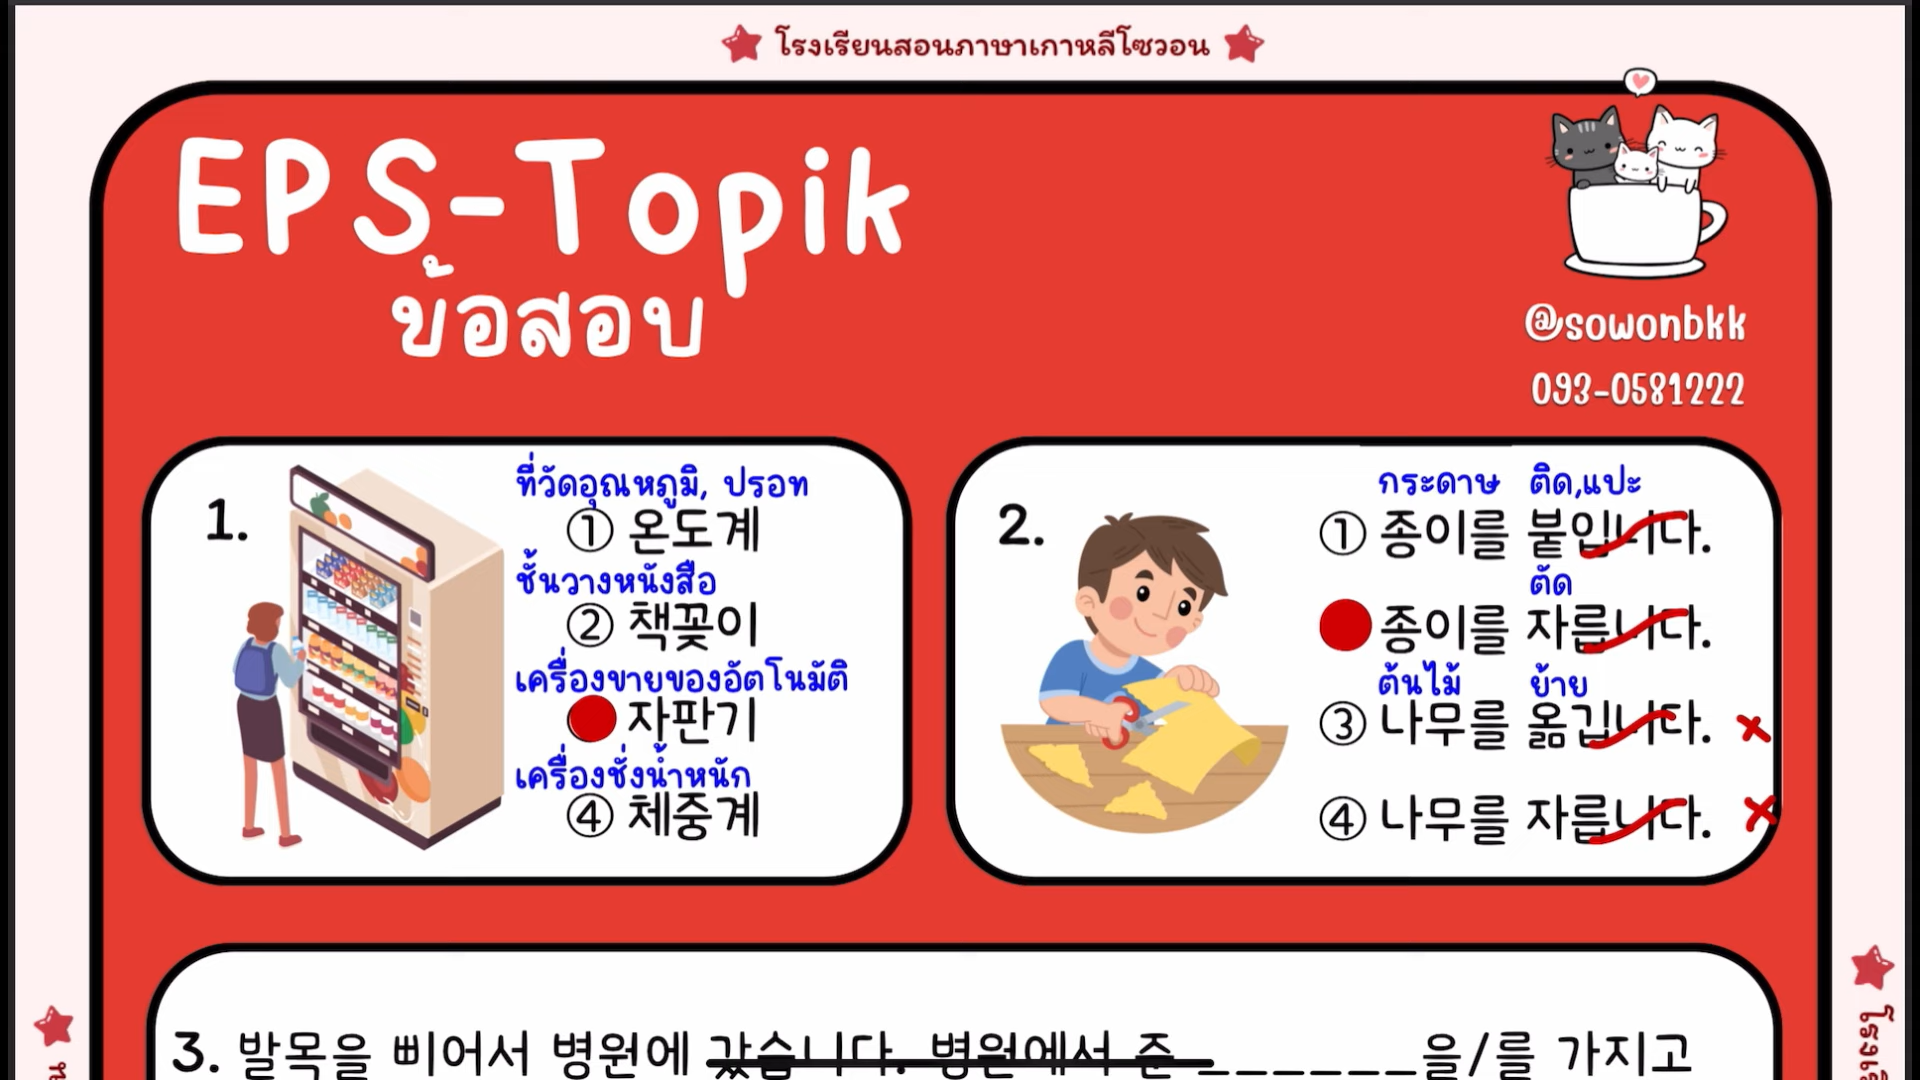 โรงเรียนสอนภาษาเกาหลีโซวอน
EPS-Topik
ข้อสอบ
@sowonbkk
093-0581222
1.
ที่วัดอุณหภูมิ, ปรอท
① 온도계
ชั้นวางหนังสือ
② 책꽂이
เครื่องขายของอัตโนมัติ
자판기
เครื่องชั่งน้ำหนัก
④ 체중계
2.
กระดาษ ติด,แปะ
① 종이를 붙입니다.
ตัด
종이를 자릅니다.
ต้นไม้ ย้าย
③ 나무를 옮깁니다. x
④ 나무를 자릅니다. x
3. 발목을 삐어서 병원에 갔습니다. 병원에서 준 ______을/를 가지고